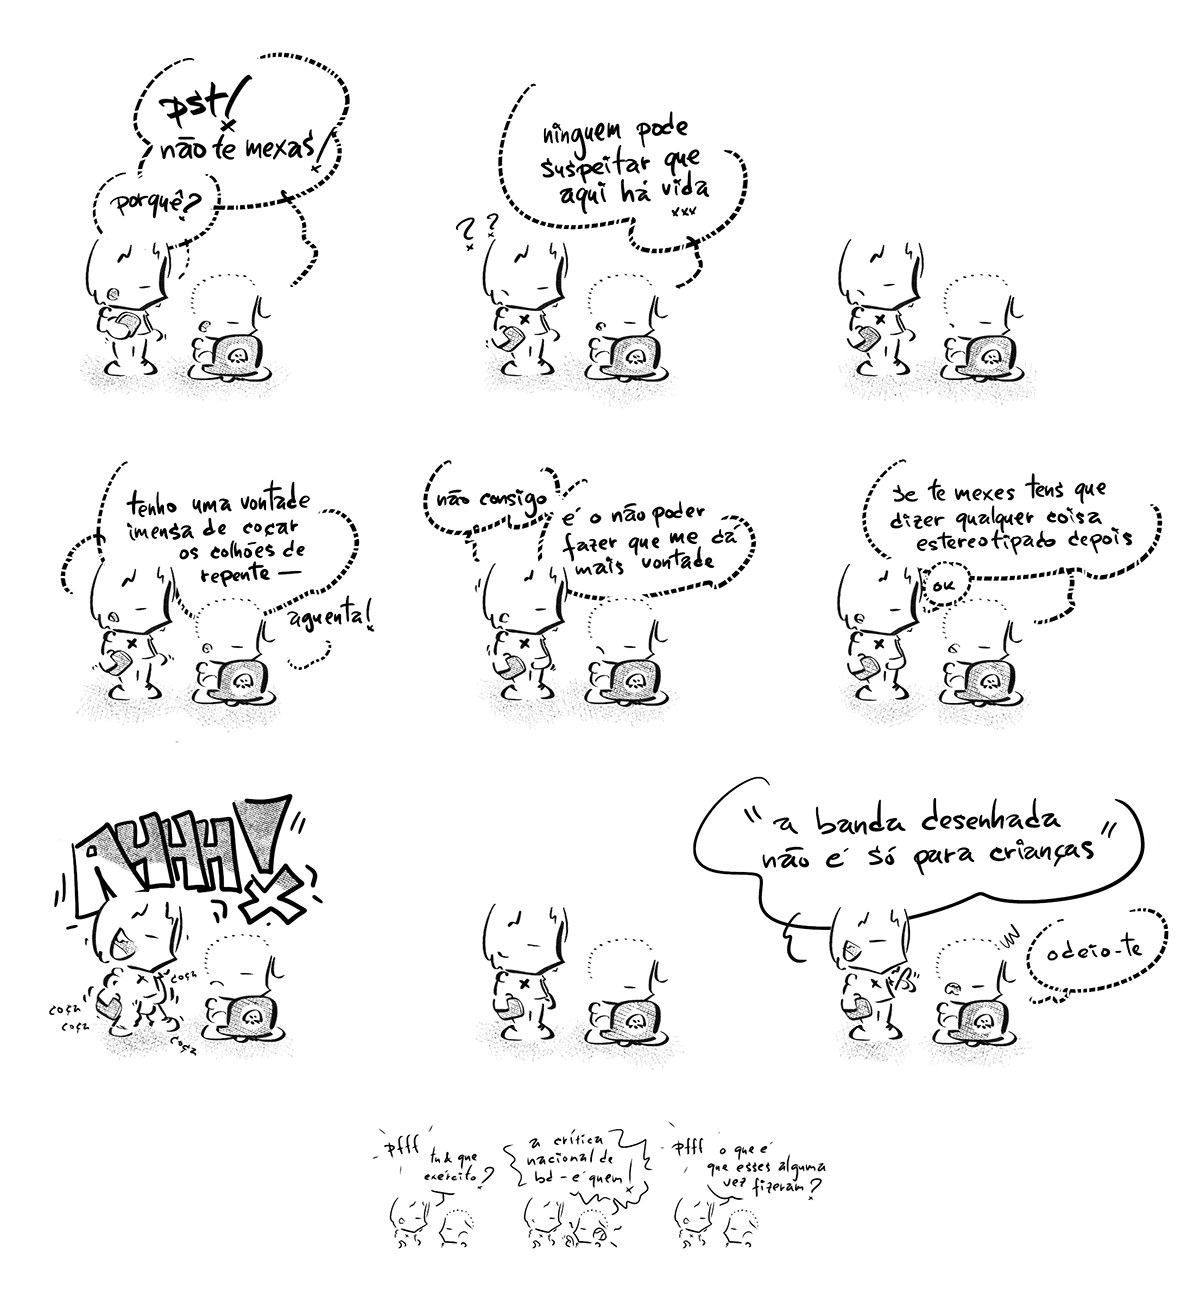 pst!
não te mexas!
porquê?
ninguem pode
suspeitar que
aqui há vida
xxx
? ?
tenho uma vontade
imensa de coçar
os colhões de
repente —
aguenta!
não consigo
é o não poder
fazer que me dá
mais vontade
se te mexes tens que
dizer qualquer coisa
estereotipado depois
ok
AHHH!
coça
coça
coça
coça
"a banda desenhada
não é só para crianças"
odeio-te
pfff
tu & que
exército?
a crítica
nacional de
bd - é quem!
pfff
o que é
que esses alguma
vez fizeram?